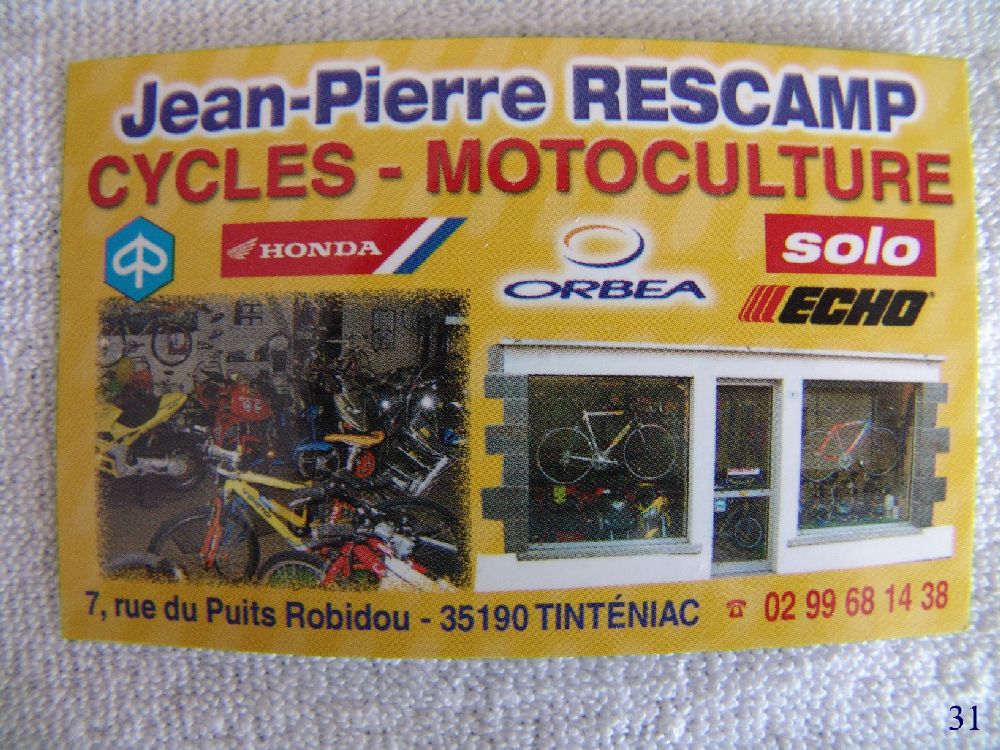 Jean-Pierre RESCAMP
CYCLES - MOTOCULTURE
HONDA
ORBEA
solo
ECHO
7, rue du Puits Robidou - 35190 TINTÉNIAC ☎ 02 99 68 14 38
31